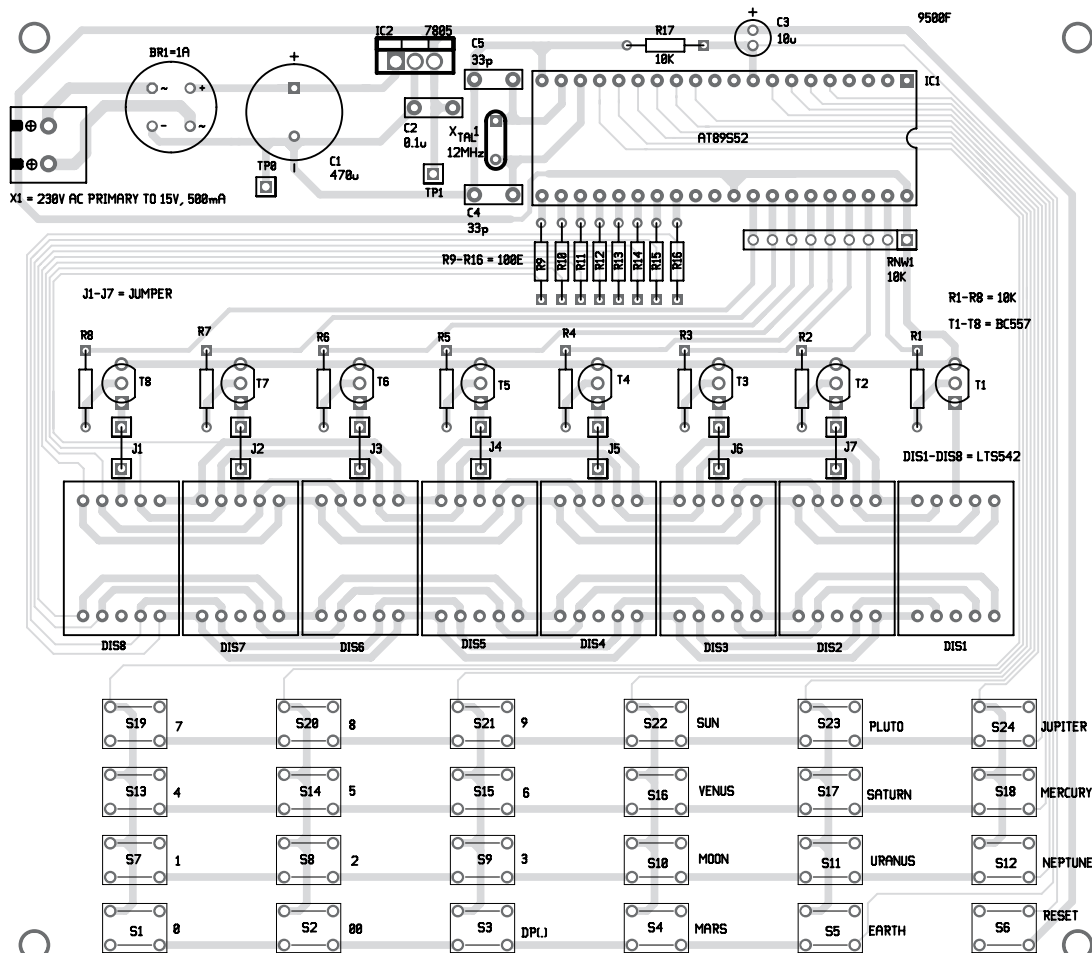 9500F
IC2 7805
BR1=1A
+
C5
33p
R17
10K
+
C3
10u
~ +
- ~
+
IC1
AT89S52
C2
0.1u
XTAL1
12MHz
TP0
TP1
C1
470u
-
C4
33p
X1 = 230V AC PRIMARY TO 15V, 500mA
R9-R16 = 100E
R9 R10 R11 R12 R13 R14 R15 R16
RNW1
10K
J1-J7 = JUMPER
R1-R8 = 10K
T1-T8 = BC557
R8 R7 R6 R5 R4 R3 R2 R1
T8 T7 T6 T5 T4 T3 T2 T1
J1 J2 J3 J4 J5 J6 J7
DIS1-DIS8 = LTS542
DIS8 DIS7 DIS6 DIS5 DIS4 DIS3 DIS2 DIS1
S19 7 S20 8 S21 9 S22 SUN S23 PLUTO S24 JUPITER
S13 4 S14 5 S15 6 S16 VENUS S17 SATURN S18 MERCURY
S7 1 S8 2 S9 3 S10 MOON S11 URANUS S12 NEPTUNE
S1 0 S2 00 S3 DP(.) S4 MARS S5 EARTH S6 RESET